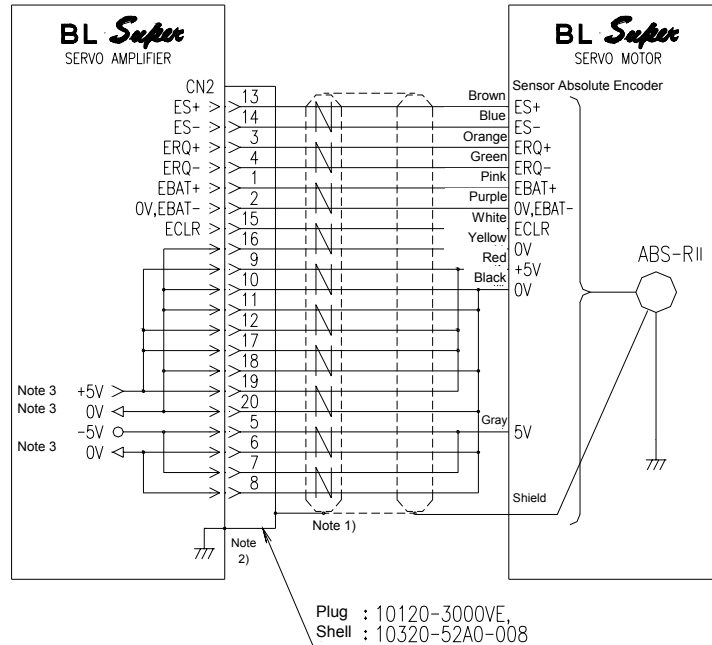 BL Super
SERVO AMPLIFIER
BL Super
SERVO MOTOR
CN2
Sensor Absolute Encoder
ES+ 13 Brown ES+
ES- 14 Blue ES-
ERQ+ 3 Orange ERQ+
ERQ- 4 Green ERQ-
EBAT+ 1 Pink EBAT+
0V,EBAT- 2 Purple 0V,EBAT-
ECLR 15 White ECLR
16 Yellow 0V
9 Red +5V
10 Black 0V
ABS-RII
11
12
17
18
Note 3 +5V 19
Note 3 0V 20
-5V 5 Gray 5V
Note 3 0V 6
7
8
Shield
Note 1)
Note 2)
Plug : 10120-3000VE,
Shell : 10320-52A0-008